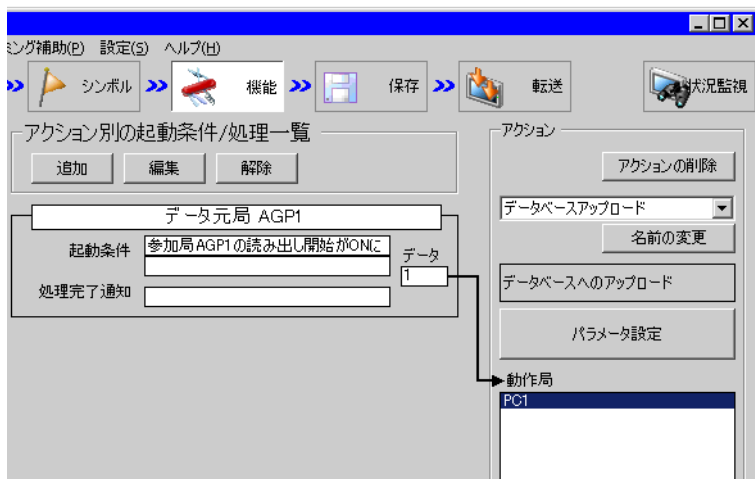 ミング補助(P) 設定(S) ヘルプ(H)
シンボル 機能 保存 転送 状況監視
アクション別の起動条件/処理一覧
追加 編集 解除
データ元局 AGP1
起動条件 参加局AGP1の読み出し開始がONに
データ
1
処理完了通知
アクション
アクションの削除
データベースアップロード
名前の変更
データベースへのアップロード
パラメータ設定
動作局
PC1